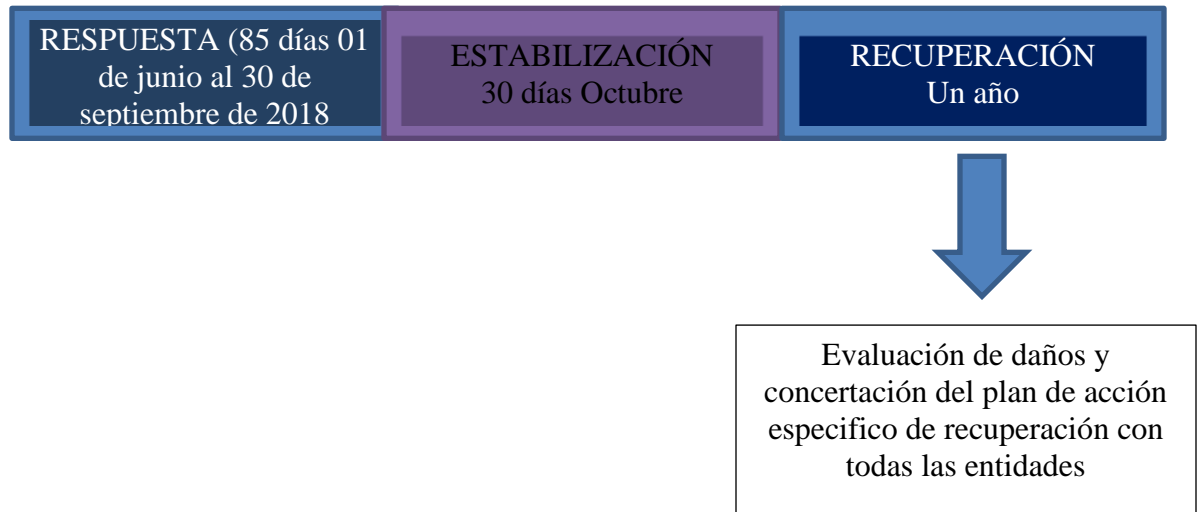 RESPUESTA (85 días 01
de junio al 30 de
septiembre de 2018
ESTABILIZACIÓN
30 días Octubre
RECUPERACIÓN
Un año
Evaluación de daños y
concertación del plan de acción
especifico de recuperación con
todas las entidades